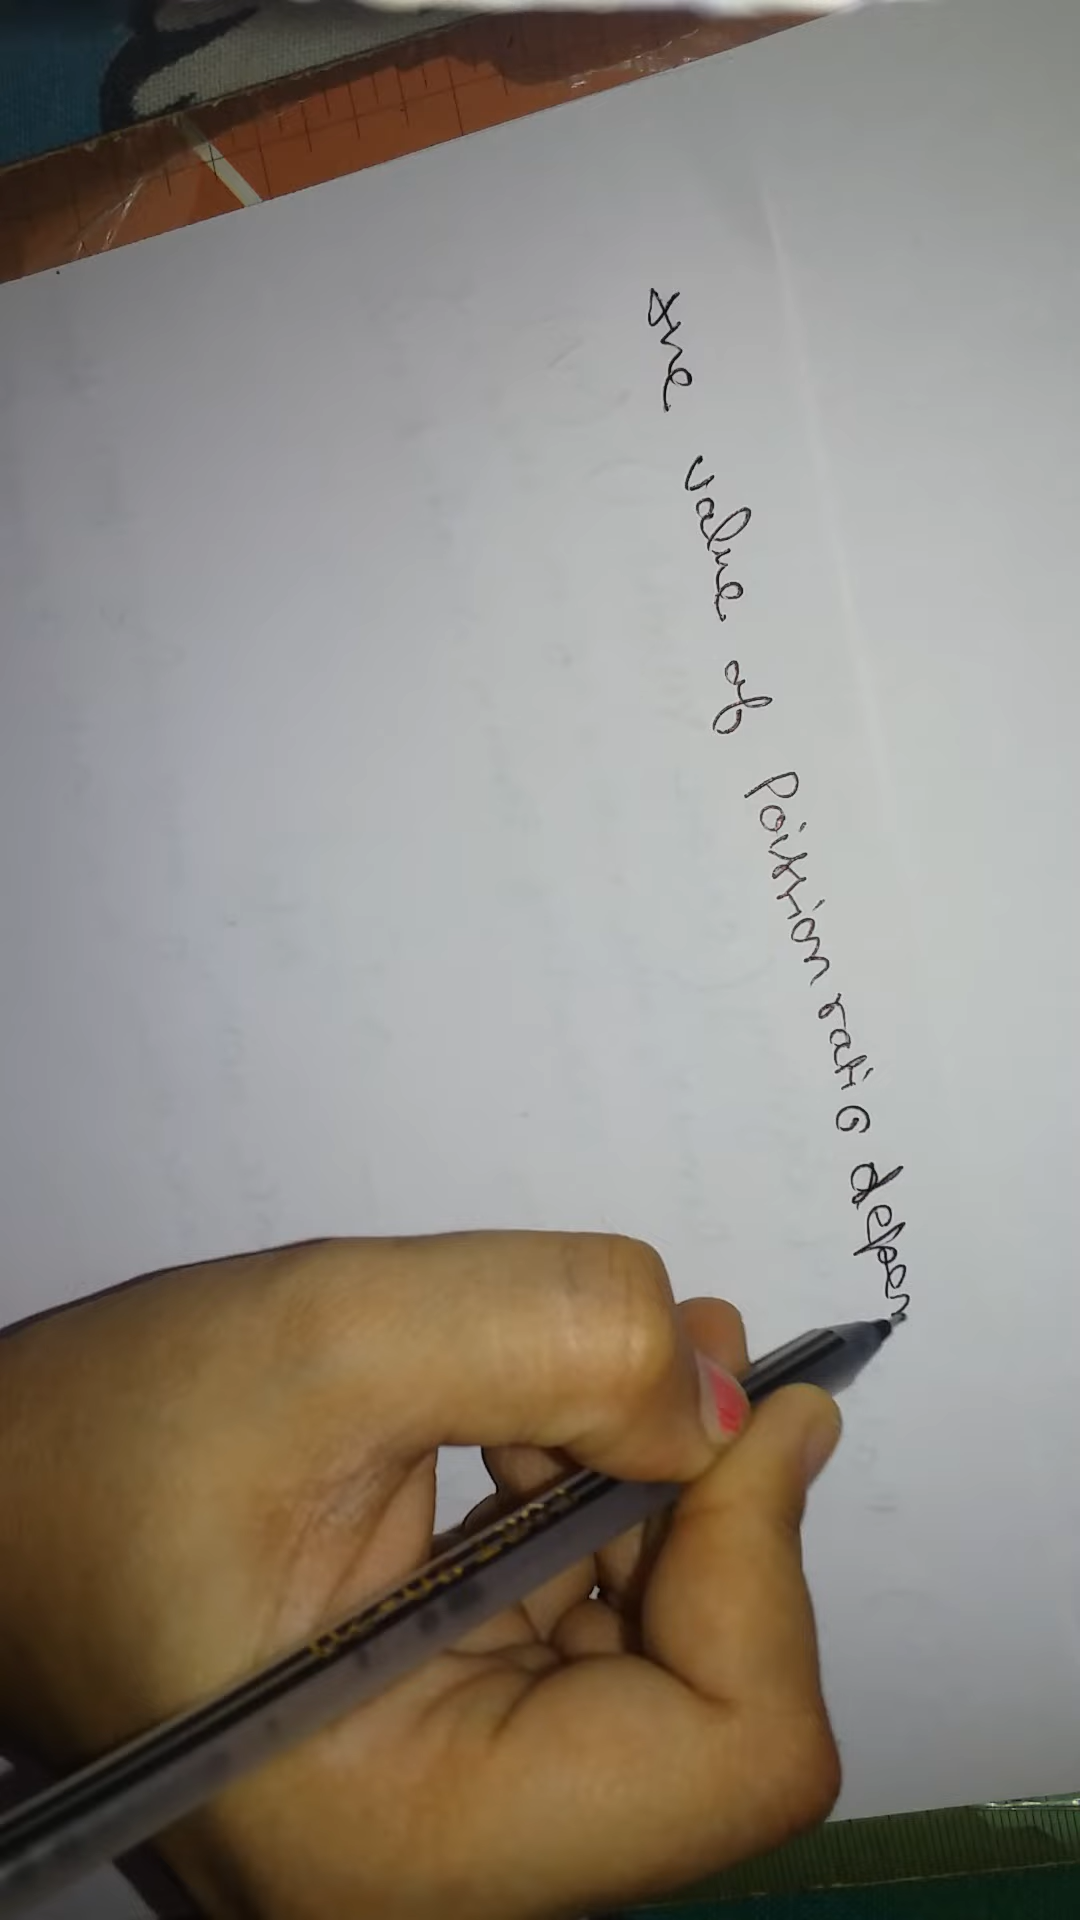 the value of Poission ratio depen